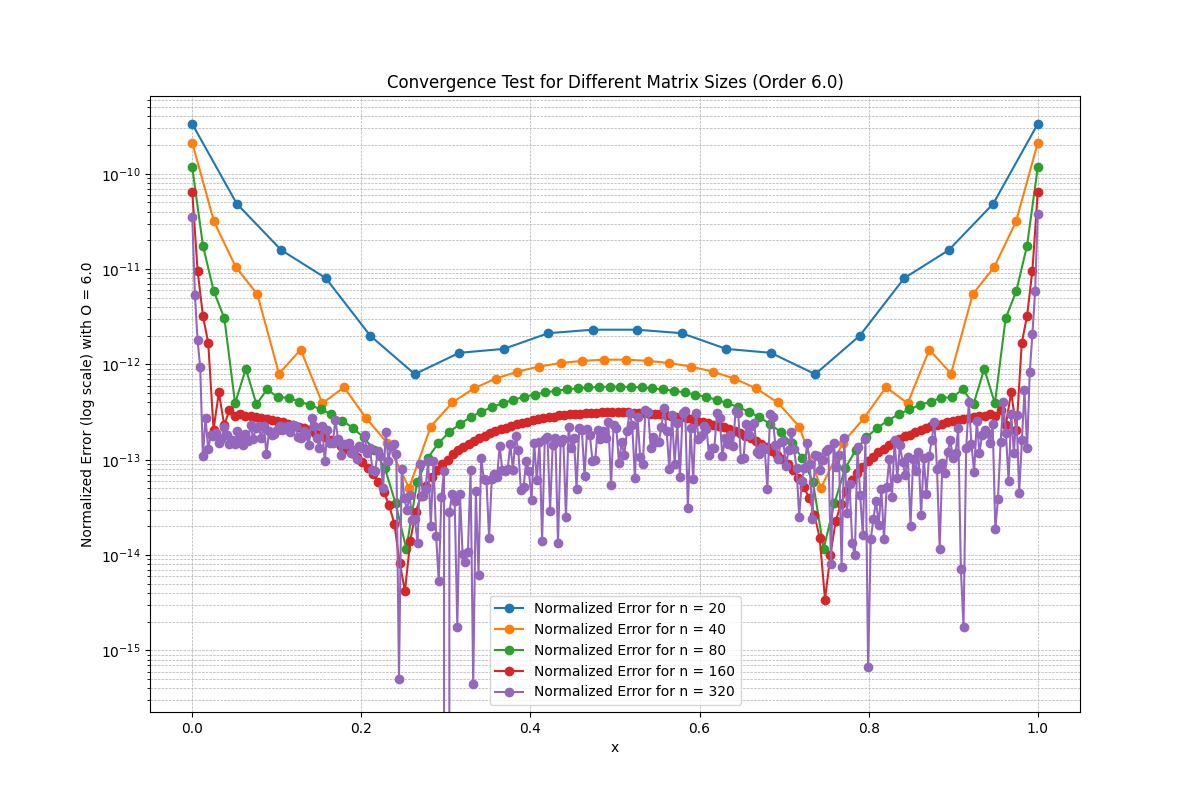 Convergence Test for Different Matrix Sizes (Order 6.0)
Normalized Error (log scale) with O = 6.0
10⁻¹⁰
10⁻¹¹
10⁻¹²
10⁻¹³
10⁻¹⁴
10⁻¹⁵
Normalized Error for n = 20
Normalized Error for n = 40
Normalized Error for n = 80
Normalized Error for n = 160
Normalized Error for n = 320
0.0 0.2 0.4 0.6 0.8 1.0
x